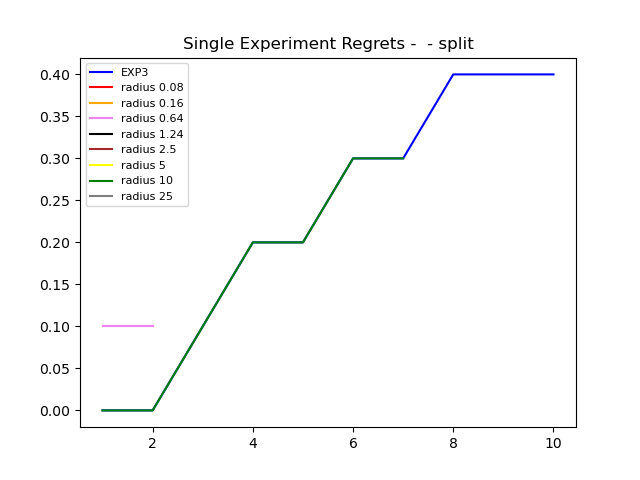 Single Experiment Regrets -  - split
EXP3
radius 0.08
radius 0.16
radius 0.64
radius 1.24
radius 2.5
radius 5
radius 10
radius 25
0.40
0.35
0.30
0.25
0.20
0.15
0.10
0.05
0.00
2 4 6 8 10